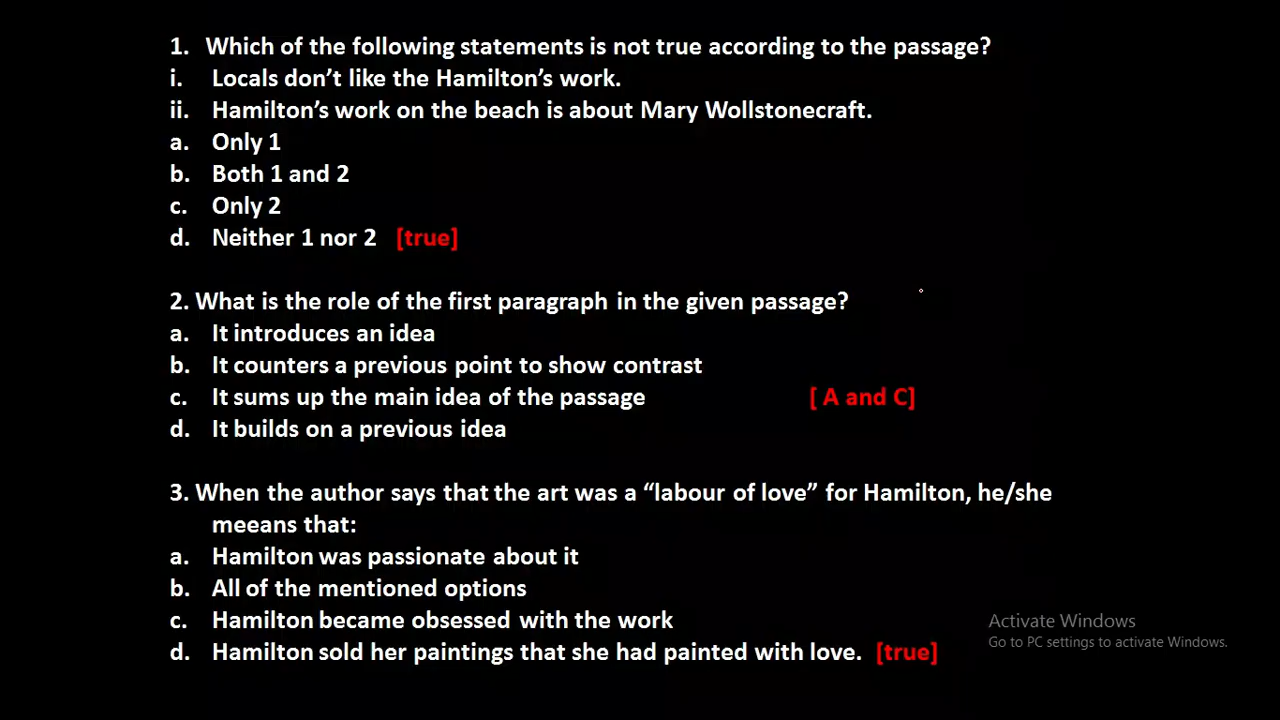 1. Which of the following statements is not true according to the passage?
i. Locals don’t like the Hamilton’s work.
ii. Hamilton’s work on the beach is about Mary Wollstonecraft.
a. Only 1
b. Both 1 and 2
c. Only 2
d. Neither 1 nor 2 [true]
2. What is the role of the first paragraph in the given passage?
a. It introduces an idea
b. It counters a previous point to show contrast
c. It sums up the main idea of the passage [ A and C]
d. It builds on a previous idea
3. When the author says that the art was a “labour of love” for Hamilton, he/she
meeans that:
a. Hamilton was passionate about it
b. All of the mentioned options
c. Hamilton became obsessed with the work
d. Hamilton sold her paintings that she had painted with love. [true]
Activate Windows
Go to PC settings to activate Windows.